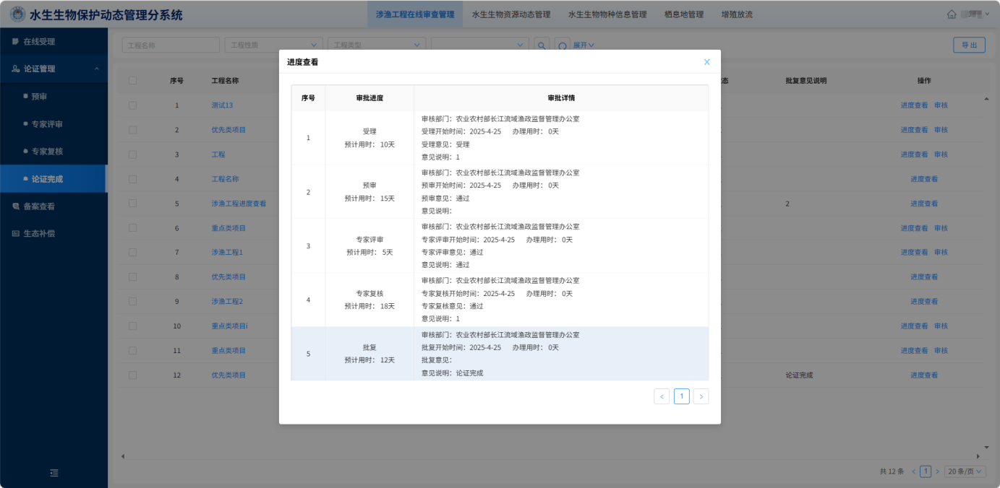 水生生物保护动态管理分系统
涉渔工程在线审查管理 水生生物资源动态管理 水生生物物种信息管理 栖息地管理 增殖放流
在线受理
论证管理
预审
专家评审
专家复核
论证完成
备案查看
生态补偿
工程名称 工程性质 工程类型 展开 导 出
序号 工程名称 态 批复意见说明 操作
1 测试13 进度查看 审核
2 优先类项目 进度查看 审核
3 工程 进度查看 审核
4 工程名称 进度查看
5 涉渔工程进度查看 2 进度查看
6 重点类项目 进度查看 审核
7 涉渔工程1 进度查看 审核
8 优先类项目 进度查看
9 涉渔工程2 进度查看
10 重点类项目i 进度查看 审核
11 重点类项目 进度查看 审核
12 优先类项目 论证完成 进度查看
共 12 条 < 1 > 20 条/页
进度查看
序号 审批进度 审批详情
1
受理
预计用时： 10天
审核部门：农业农村部长江流域渔政监督管理办公室
受理开始时间：2025-4-25 办理用时： 0天
受理意见：受理
意见说明：1
2
预审
预计用时： 15天
审核部门：农业农村部长江流域渔政监督管理办公室
预审开始时间：2025-4-25 办理用时： 0天
预审意见：通过
意见说明：
3
专家评审
预计用时： 5天
审核部门：农业农村部长江流域渔政监督管理办公室
专家评审开始时间：2025-4-25 办理用时： 0天
专家评审意见：通过
意见说明：通过
4
专家复核
预计用时： 18天
审核部门：农业农村部长江流域渔政监督管理办公室
专家复核开始时间：2025-4-25 办理用时： 0天
专家复核意见：通过
意见说明：1
5
批复
预计用时： 12天
审核部门：农业农村部长江流域渔政监督管理办公室
批复开始时间：2025-4-25 办理用时： 0天
批复意见：
意见说明：论证完成
< 1 >